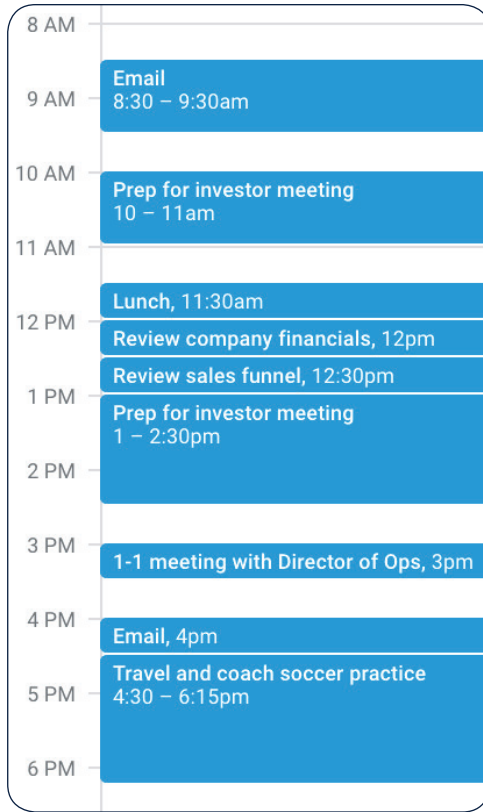 8 AM
Email
8:30 – 9:30am
9 AM
10 AM
Prep for investor meeting
10 – 11am
11 AM
Lunch, 11:30am
12 PM
Review company financials, 12pm
Review sales funnel, 12:30pm
1 PM
Prep for investor meeting
1 – 2:30pm
2 PM
3 PM
1-1 meeting with Director of Ops, 3pm
4 PM
Email, 4pm
Travel and coach soccer practice
4:30 – 6:15pm
5 PM
6 PM